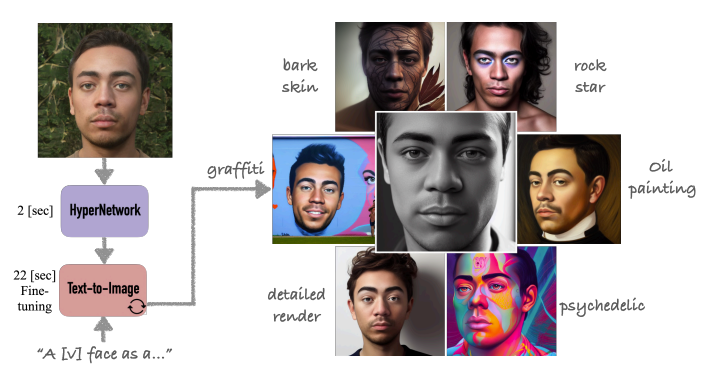 bark
skin
rock
star
graffiti
Oil
painting
2 [sec]
HyperNetwork
22 [sec]
Fine-
tuning
Text-to-Image
detailed
render
psychedelic
“A [v] face as a...”